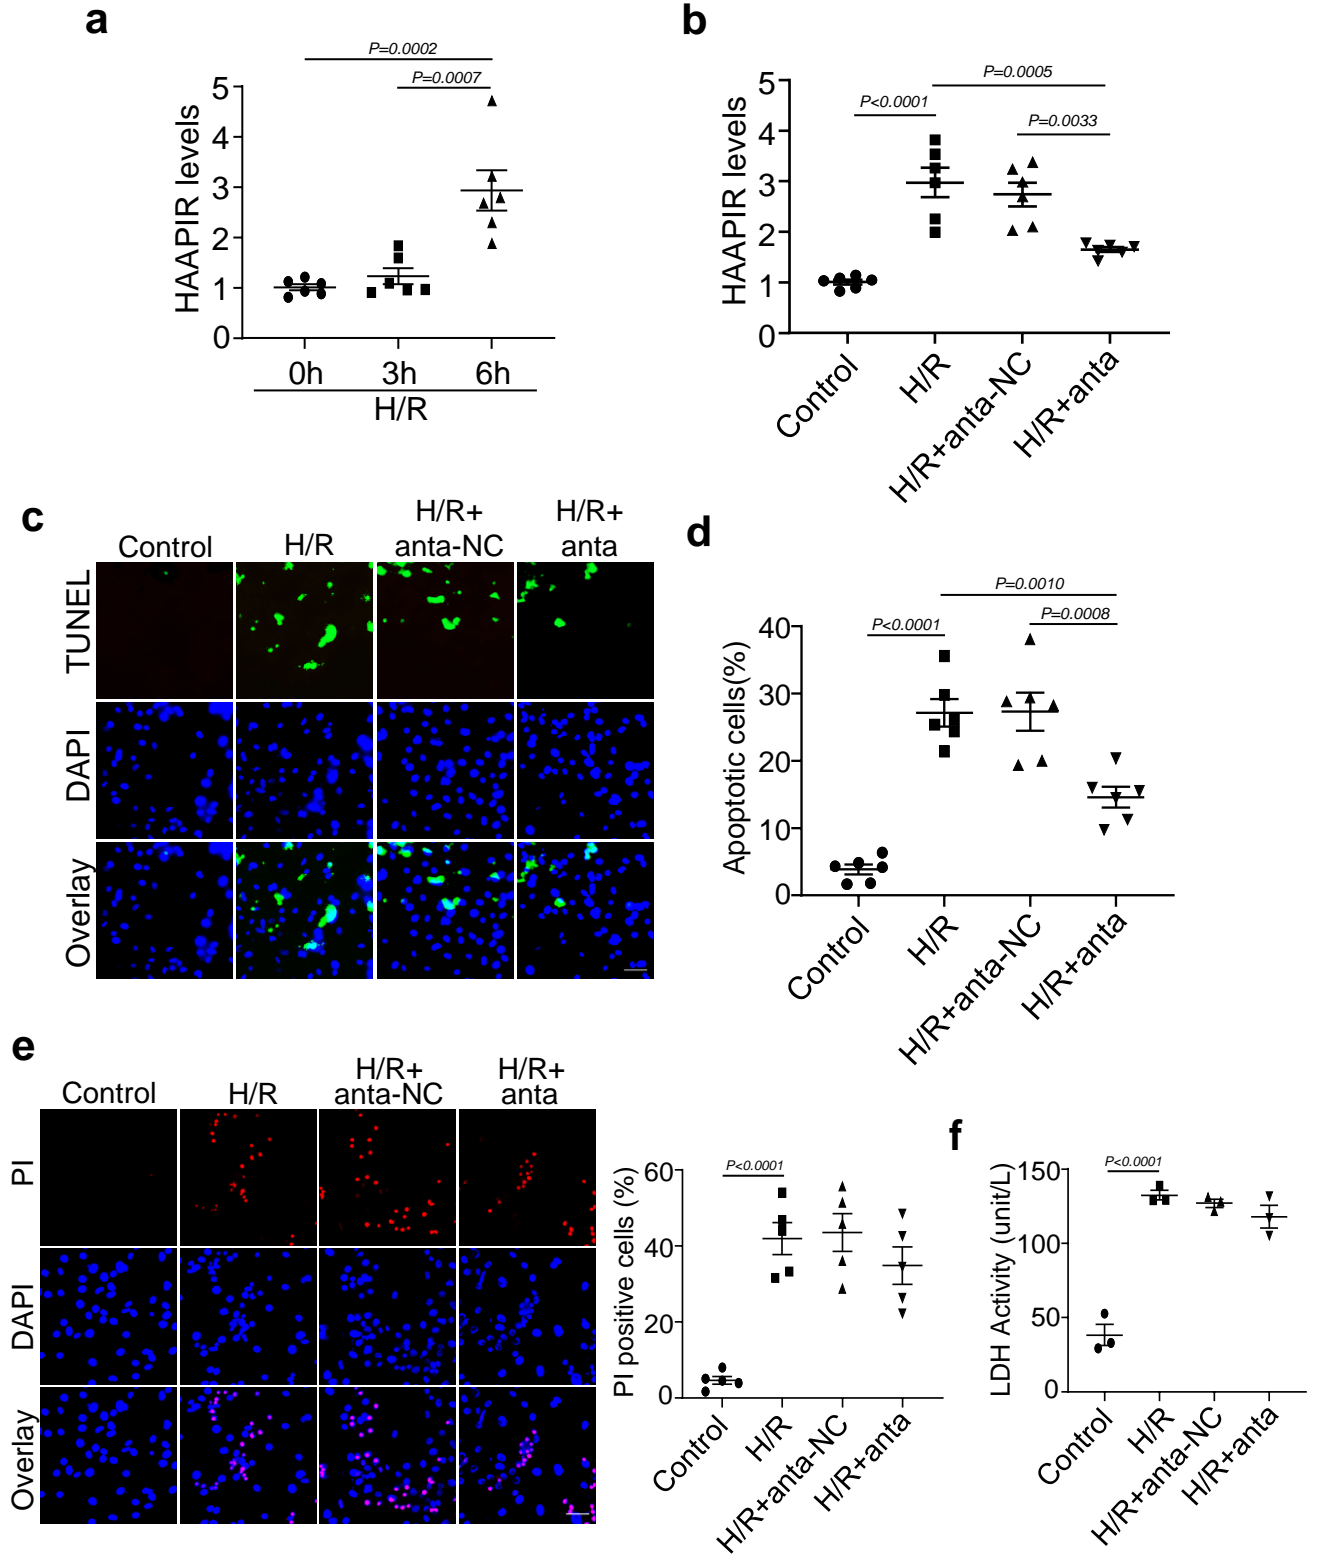 a
P=0.0002
P=0.0007
HAAPIR levels
5
4
3
2
1
0
0h 3h 6h
H/R
b
P=0.0005
P<0.0001
P=0.0033
HAAPIR levels
5
4
3
2
1
0
Control
H/R
H/R+anta-NC
H/R+anta
c
Control
H/R
H/R+
anta-NC
H/R+
anta
TUNEL
DAPI
Overlay
d
P=0.0010
P<0.0001
P=0.0008
Apoptotic cells(%)
40
30
20
10
0
Control
H/R
H/R+anta-NC
H/R+anta
e
Control
H/R
H/R+
anta-NC
H/R+
anta
PI
DAPI
Overlay
P<0.0001
PI positive cells (%)
60
40
20
0
Control
H/R
H/R+anta-NC
H/R+anta
f
P<0.0001
LDH Activity (unit/L)
150
100
50
0
Control
H/R
H/R+anta-NC
H/R+anta